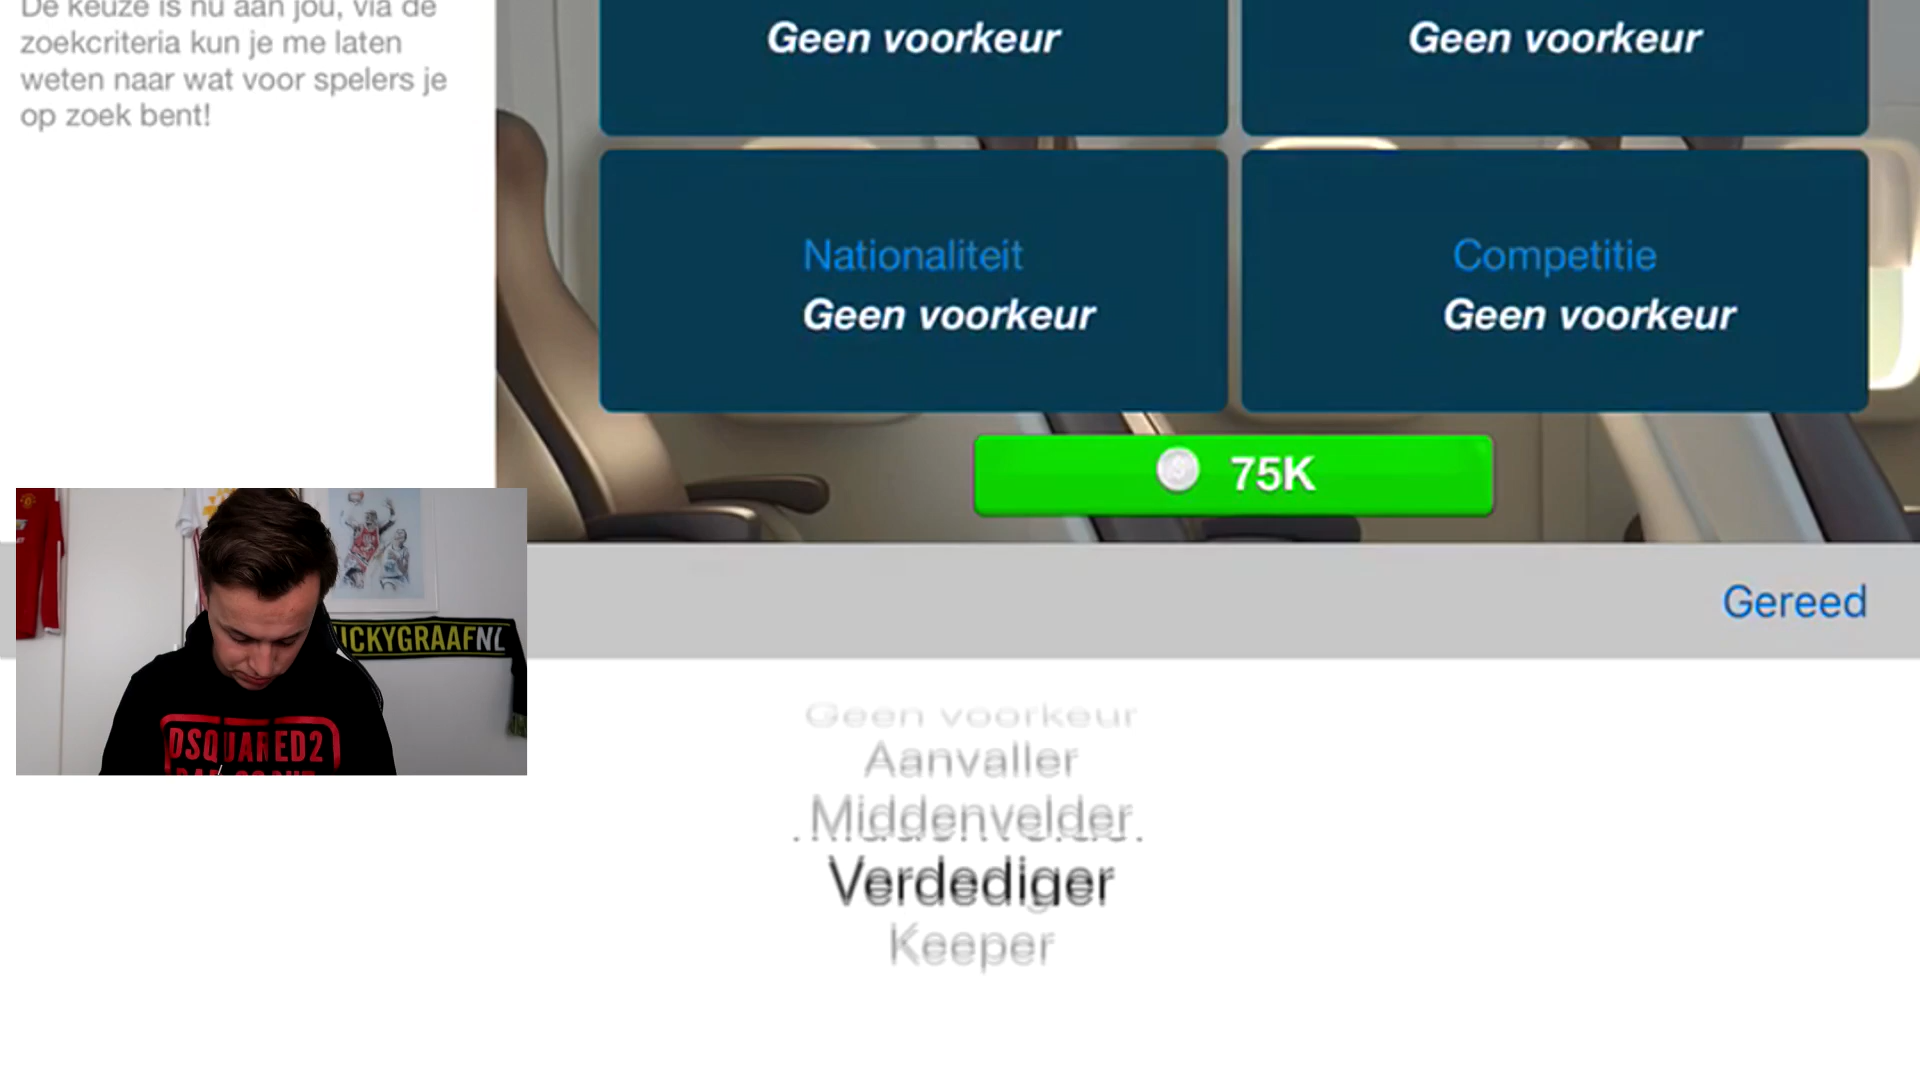 De keuze is nu aan jou, via de
zoekcriteria kun je me laten
weten naar wat voor spelers je
op zoek bent!
Geen voorkeur
Geen voorkeur
Nationaliteit
Geen voorkeur
Competitie
Geen voorkeur
75K
Gereed
UCKYGRAAFNL
DSQUARED2
Geen voorkeur
Aanvaller
Middenvelder
Verdediger
Keeper